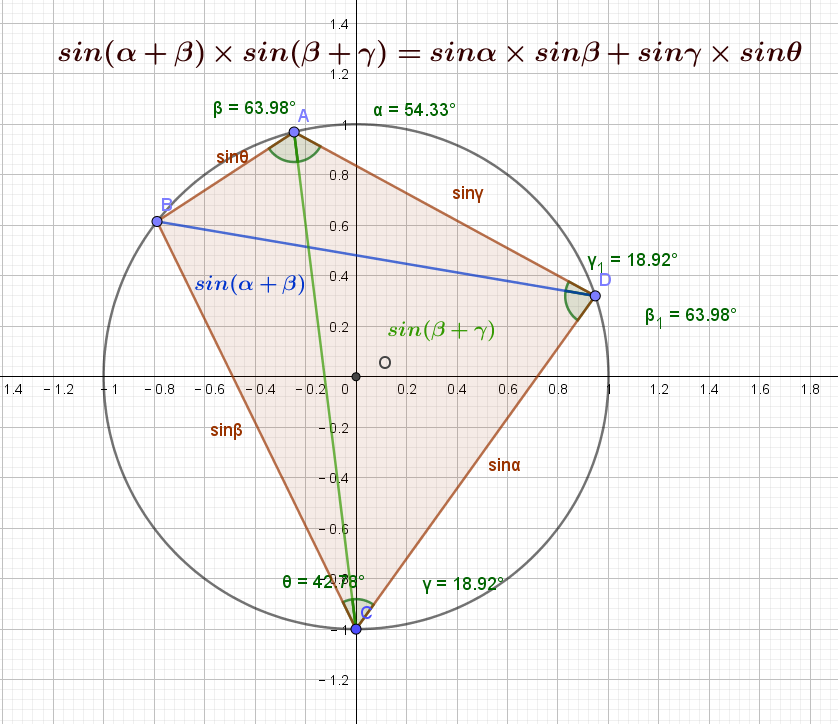 sin(α + β) × sin(β + γ) = sinα × sinβ + sinγ × sinθ
1.4
1.2
β = 63.98°
A
α = 54.33°
1
sinθ
0.8
sinγ
B
0.6
γ₁ = 18.92°
D
sin(α + β)
0.4
β₁ = 63.98°
0.2
sin(β + γ)
O
1.4 −1.2 −1 −0.8 −0.6 −0.4 −0.2 0 0.2 0.4 0.6 0.8 1 1.2 1.4 1.6 1.8
−0.2
sinβ
−0.4
sinα
−0.6
−0.8
θ = 42.78°
γ = 18.92°
C
−1
−1.2